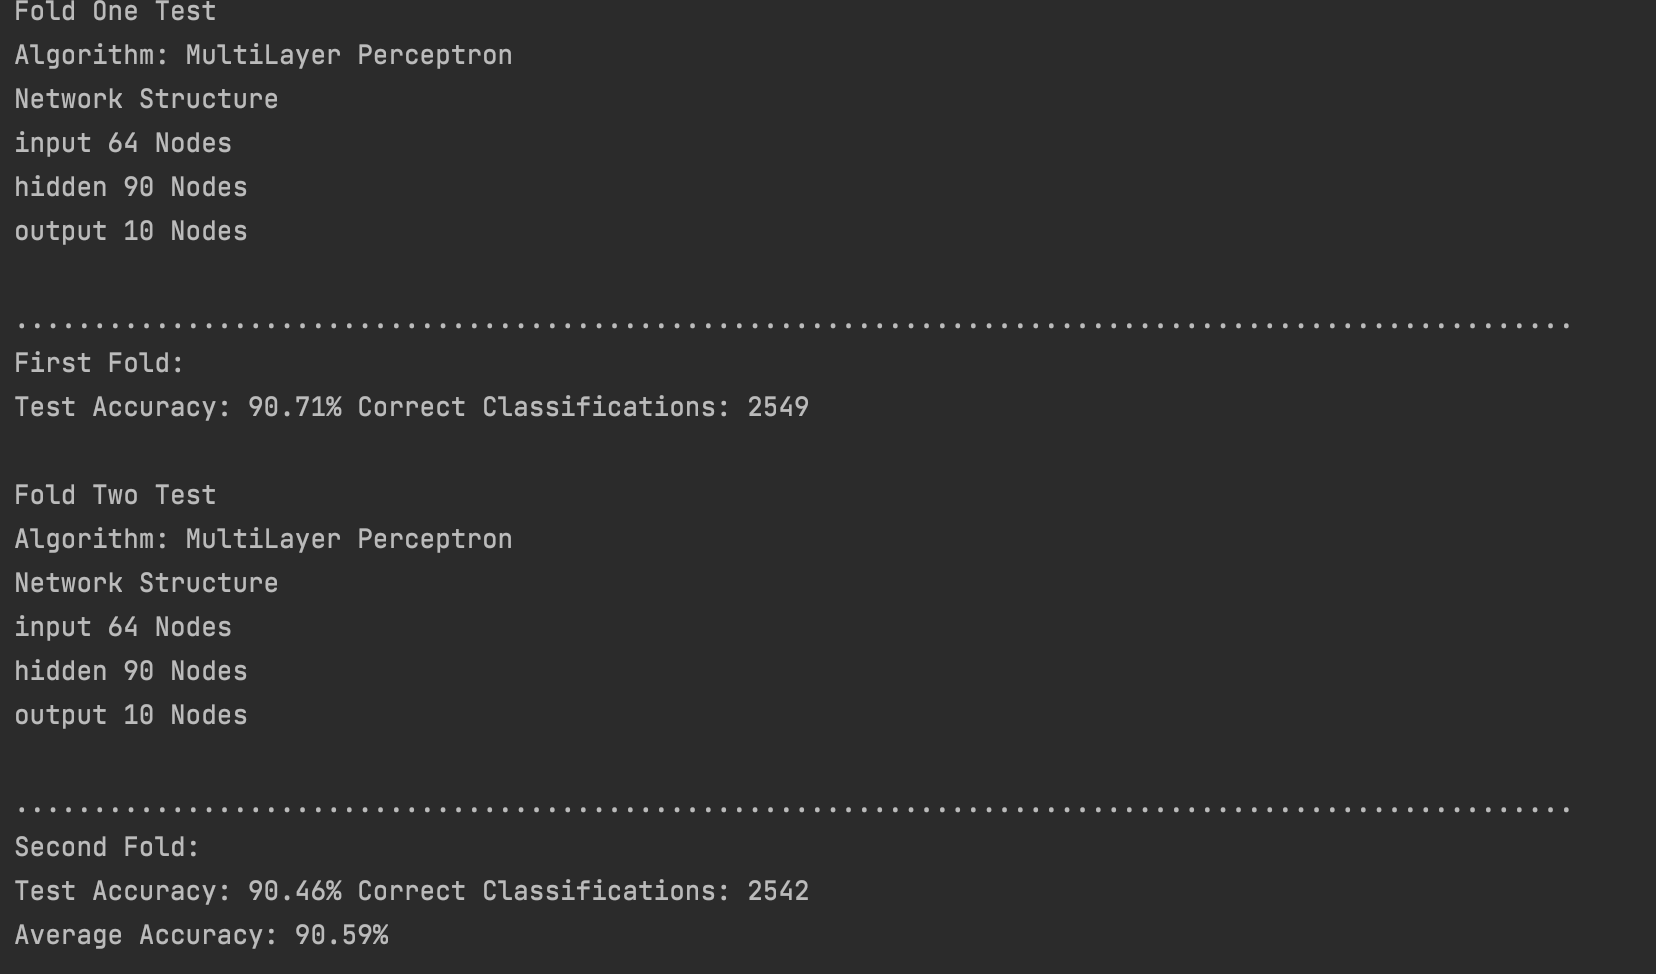 Fold One Test
Algorithm: MultiLayer Perceptron
Network Structure
input 64 Nodes
hidden 90 Nodes
output 10 Nodes
....................................................................................................
First Fold:
Test Accuracy: 90.71% Correct Classifications: 2549
Fold Two Test
Algorithm: MultiLayer Perceptron
Network Structure
input 64 Nodes
hidden 90 Nodes
output 10 Nodes
....................................................................................................
Second Fold:
Test Accuracy: 90.46% Correct Classifications: 2542
Average Accuracy: 90.59%